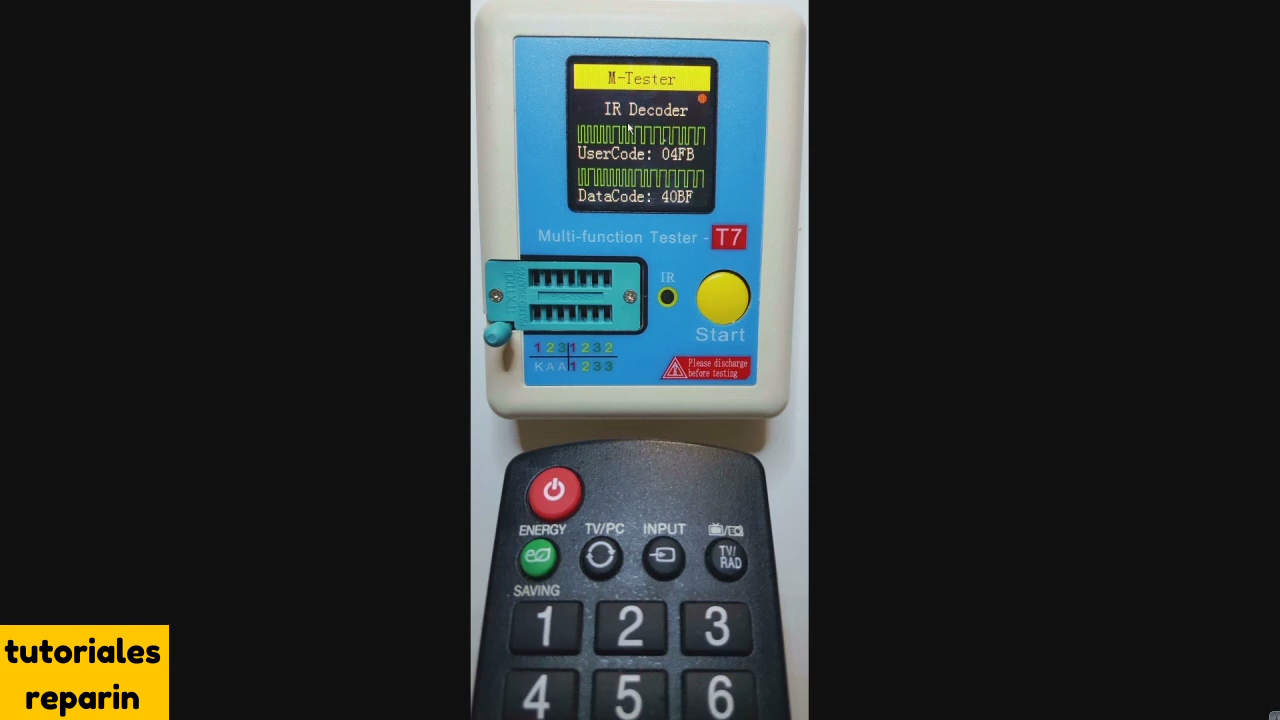 M-Tester
IR Decoder
UserCode: 04FB
DataCode: 40BF
Multi-function Tester - T7
IR
Start
1 2 3 1 2 3 2
K A A 1 2 3 3
Please discharge
before testing
ENERGY TV/PC INPUT
TV/
RAD
SAVING
1 2 3
4 5 6
tutoriales
reparin